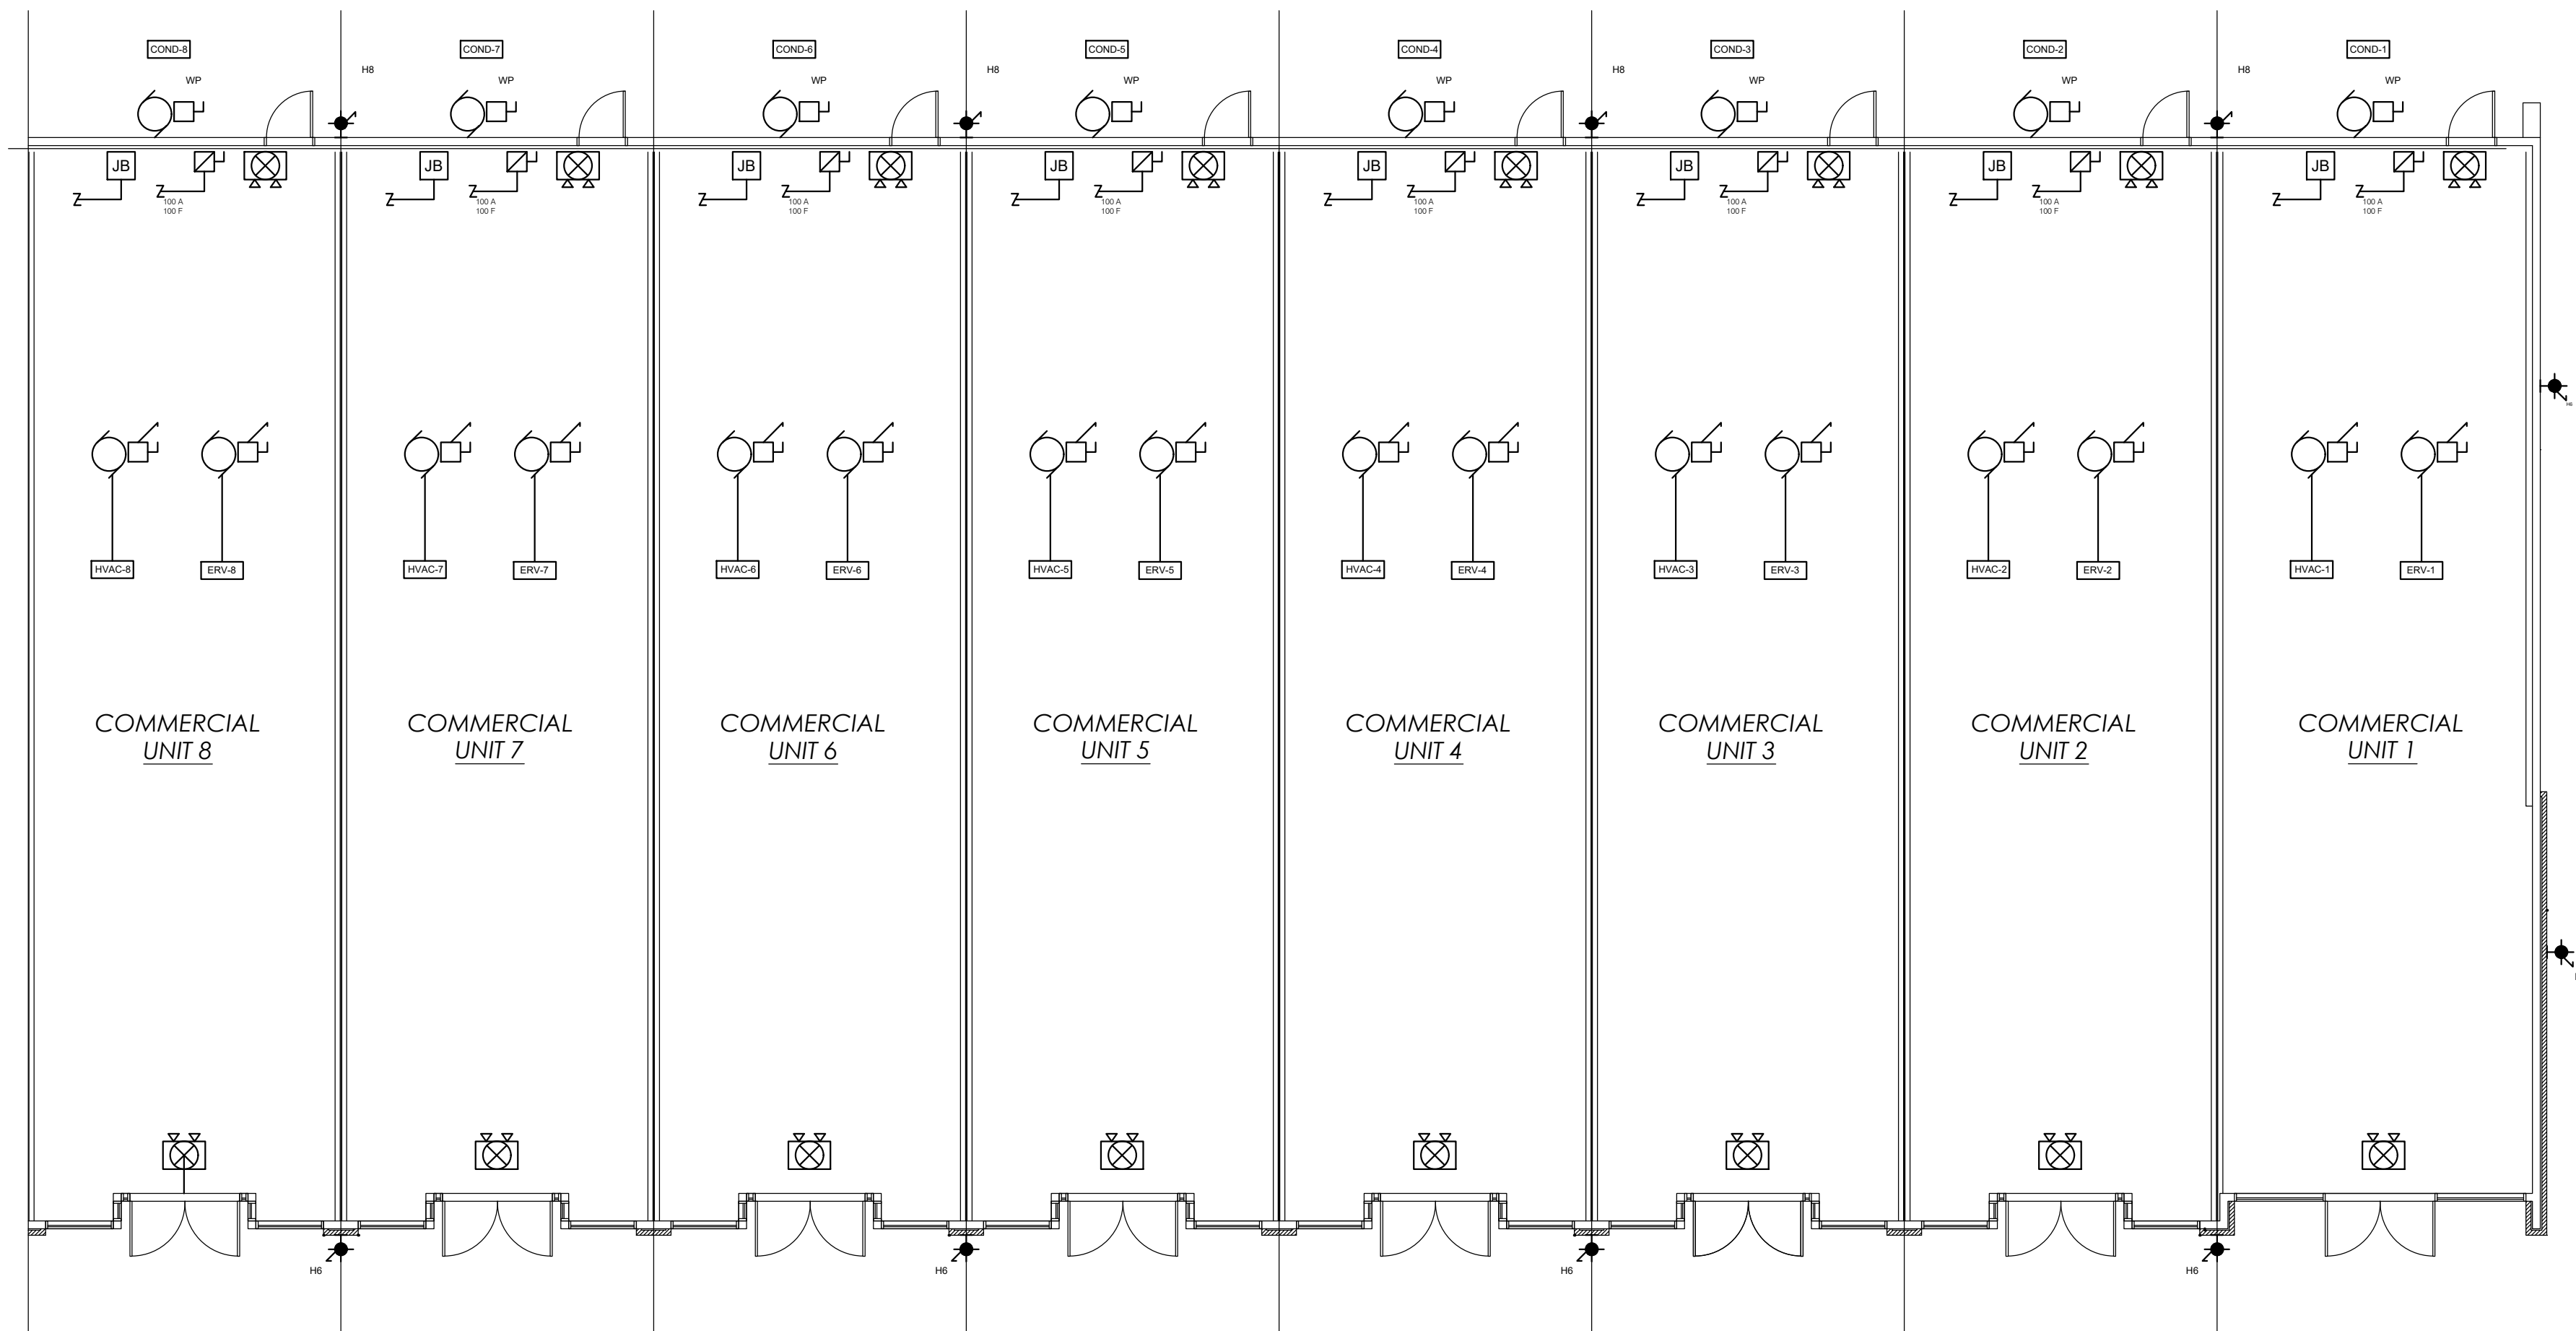 COND-8
COND-7
COND-6
COND-5
COND-4
COND-3
COND-2
COND-1
H8
H8
H8
H8
WP
WP
WP
WP
WP
WP
WP
WP
JB
JB
JB
JB
JB
JB
JB
JB
100 A
100 F
100 A
100 F
100 A
100 F
100 A
100 F
100 A
100 F
100 A
100 F
100 A
100 F
100 A
100 F
HVAC-8
ERV-8
HVAC-7
ERV-7
HVAC-6
ERV-6
HVAC-5
ERV-5
HVAC-4
ERV-4
HVAC-3
ERV-3
HVAC-2
ERV-2
HVAC-1
ERV-1
COMMERCIAL
UNIT 8
COMMERCIAL
UNIT 7
COMMERCIAL
UNIT 6
COMMERCIAL
UNIT 5
COMMERCIAL
UNIT 4
COMMERCIAL
UNIT 3
COMMERCIAL
UNIT 2
COMMERCIAL
UNIT 1
H6
H6
H6
H6